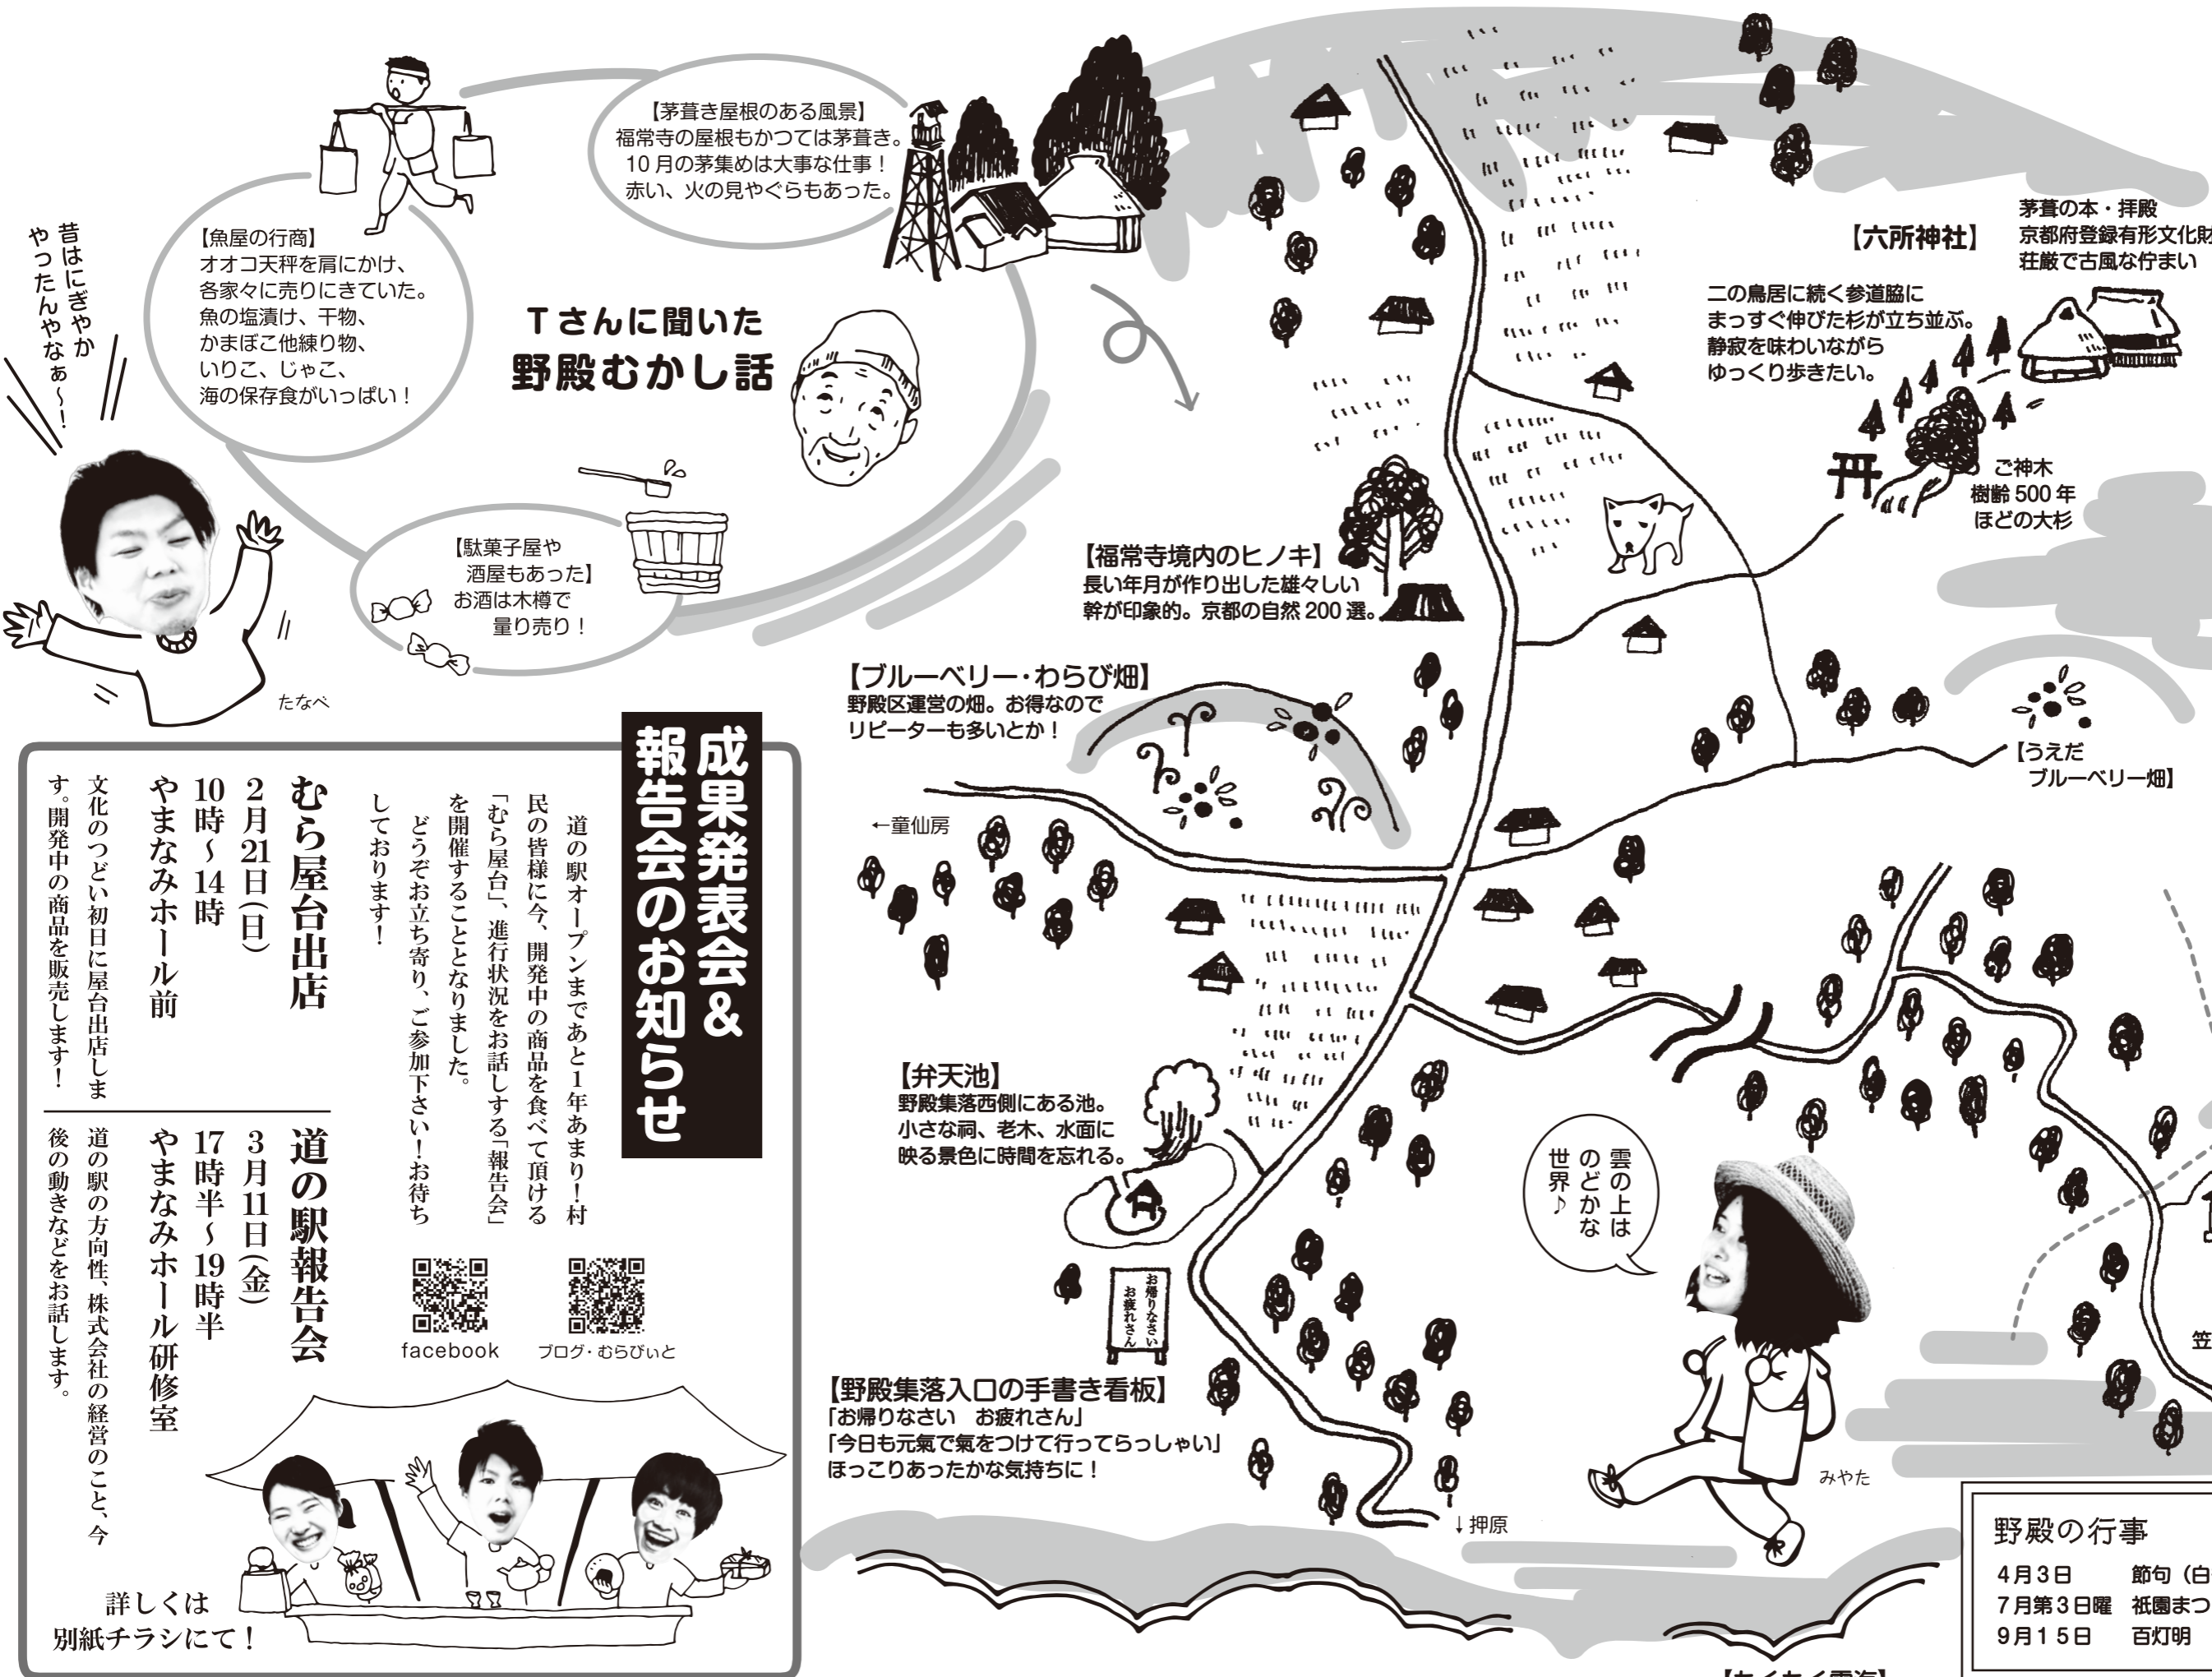 【茅葺き屋根のある風景】
福常寺の屋根もかつては茅葺き。
10月の茅集めは大事な仕事！
赤い、火の見やぐらもあった。
【魚屋の行商】
オオコ天秤を肩にかけ、
各家々に売りにきていた。
魚の塩漬け、干物、
かまぼこ他練り物、
いりこ、じゃこ、
海の保存食がいっぱい！
昔はにぎやか
やったんやなぁ〜！
Tさんに聞いた
野殿むかし話
【駄菓子屋や
酒屋もあった】
お酒は木樽で
量り売り！
たなべ
【六所神社】
茅葺の本・拝殿
京都府登録有形文化財
荘厳で古風な佇まい
二の鳥居に続く参道脇に
まっすぐ伸びた杉が立ち並ぶ。
静寂を味わいながら
ゆっくり歩きたい。
ご神木
樹齢500年
ほどの大杉
【福常寺境内のヒノキ】
長い年月が作り出した雄々しい
幹が印象的。京都の自然200選。
【ブルーベリー・わらび畑】
野殿区運営の畑。お得なので
リピーターも多いとか！
【うえだ
ブルーベリー畑】
←童仙房
【弁天池】
野殿集落西側にある池。
小さな祠、老木、水面に
映る景色に時間を忘れる。
お帰りなさい
お疲れさん
【野殿集落入口の手書き看板】
「お帰りなさい　お疲れさん」
「今日も元氣で氣をつけて行ってらっしゃい」
ほっこりあったかな気持ちに！
↓押原
雲の上は
のどかな
世界♪
みやた
笠
野殿の行事
4月3日　節句（白
7月第3日曜　祇園まつ
9月15日　百灯明
成果発表会&
報告会のお知らせ
道の駅オープンまであと1年あまり！村
民の皆様に今、開発中の商品を食べて頂ける
「むら屋台」、進行状況をお話しする「報告会」
を開催することとなりました。
どうぞお立ち寄り、ご参加下さい！お待ち
しております！
むら屋台出店
2月21日(日)
10時〜14時
やまなみホール前
文化のつどい初日に屋台出店しま
す。開発中の商品を販売します！
道の駅報告会
3月11日(金)
17時半〜19時半
やまなみホール研修室
道の駅の方向性、株式会社の経営のこと、今
後の動きなどをお話します。
facebook
ブログ・むらびぃと
詳しくは
別紙チラシにて！